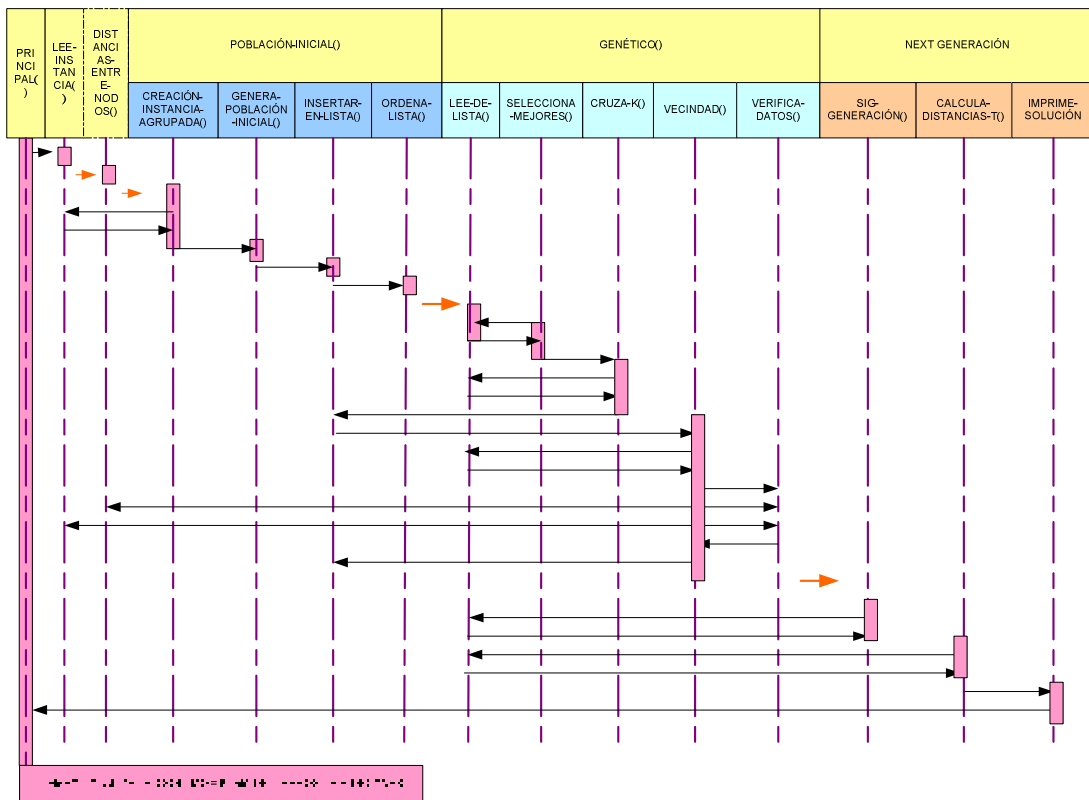 PRI
NCI
PAL(
)
LEE-
INS
TAN
CIA(
)
DIST
ANCI
AS-
ENTR
E-
NOD
OS()
POBLACIÓN-INICIAL()
GENÉTICO()
NEXT GENERACIÓN
CREACIÓN-
INSTANCIA-
AGRUPADA()
GENERA-
POBLACIÓN
-INICIAL()
INSERTAR-
EN-LISTA()
ORDENA-
LISTA()
LEE-DE-
LISTA()
SELECCIONA
-MEJORES()
CRUZA-K()
VECINDAD()
VERIFICA-
DATOS()
SIG-
GENERACIÓN()
CALCULA-
DISTANCIAS-T()
IMPRIME-
SOLUCIÓN